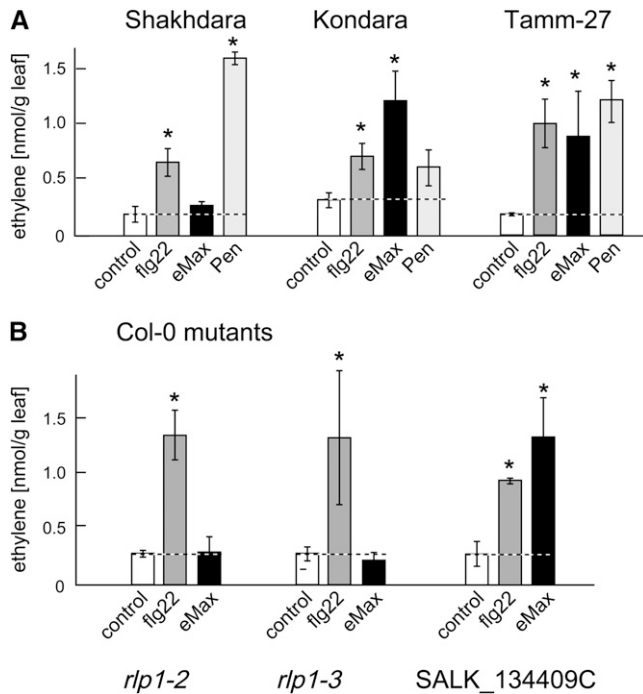 A
Shakhdara Kondara Tamm-27
ethylene [nmol/g leaf]
1.5
1.0
0.5
0
* *
* * * * * *
control flg22 eMax Pen control flg22 eMax Pen control flg22 eMax Pen
B Col-0 mutants
ethylene [nmol/g leaf]
1.5
1.0
0.5
0
* * * *
control flg22 eMax control flg22 eMax control flg22 eMax
rlp1-2 rlp1-3 SALK_134409C